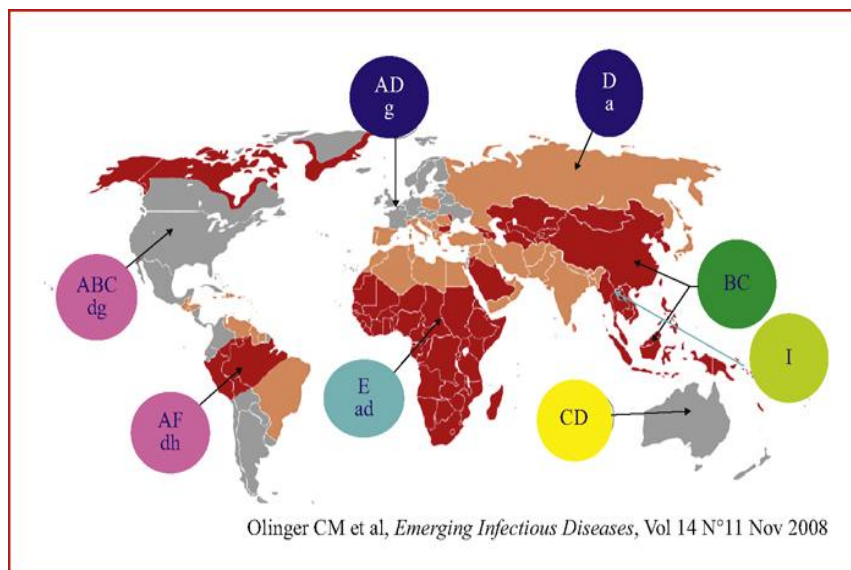 AD
g
D
a
ABC
dg
BC
I
E
ad
CD
AF
dh
Olinger CM et al, Emerging Infectious Diseases, Vol 14 N°11 Nov 2008